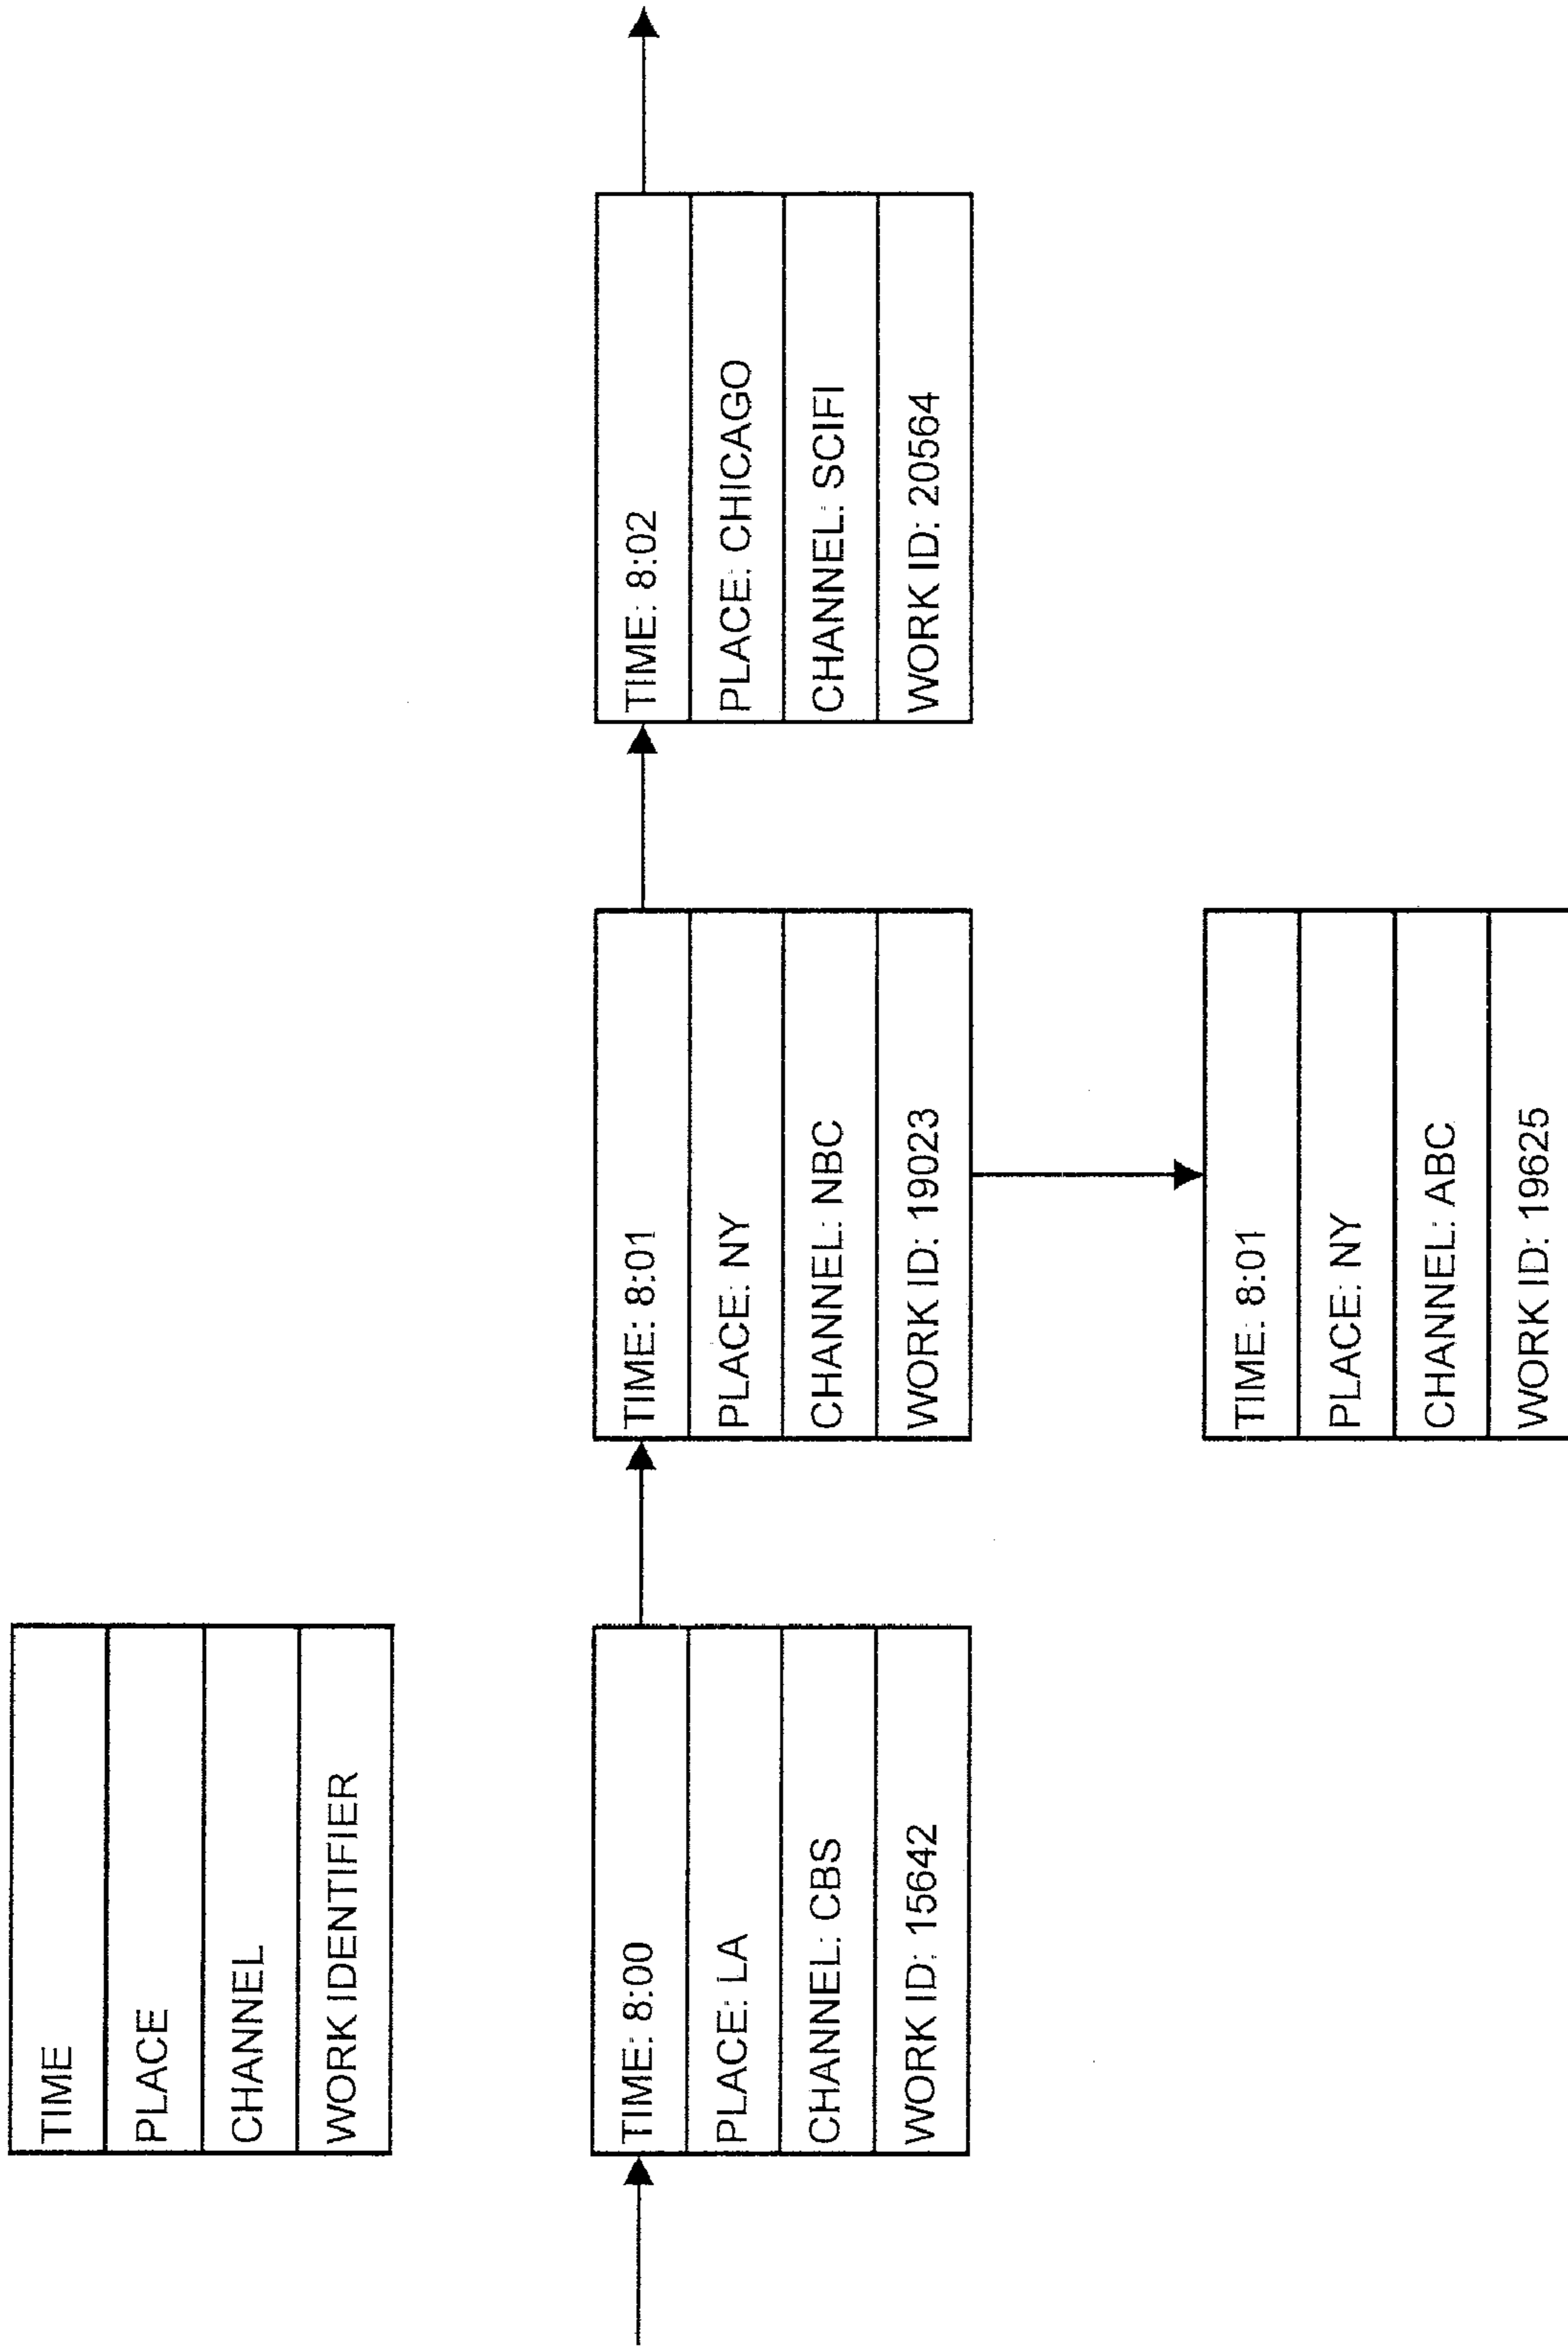 TIME
PLACE
CHANNEL
WORK IDENTIFIER
TIME: 8:00
PLACE: LA
CHANNEL: CBS
WORK ID: 15642
TIME: 8:01
PLACE: NY
CHANNEL: NBC
WORK ID: 19023
TIME: 8:02
PLACE: CHICAGO
CHANNEL: SCIFI
WORK ID: 20564
TIME: 8:01
PLACE: NY
CHANNEL: ABC
WORK ID: 19625